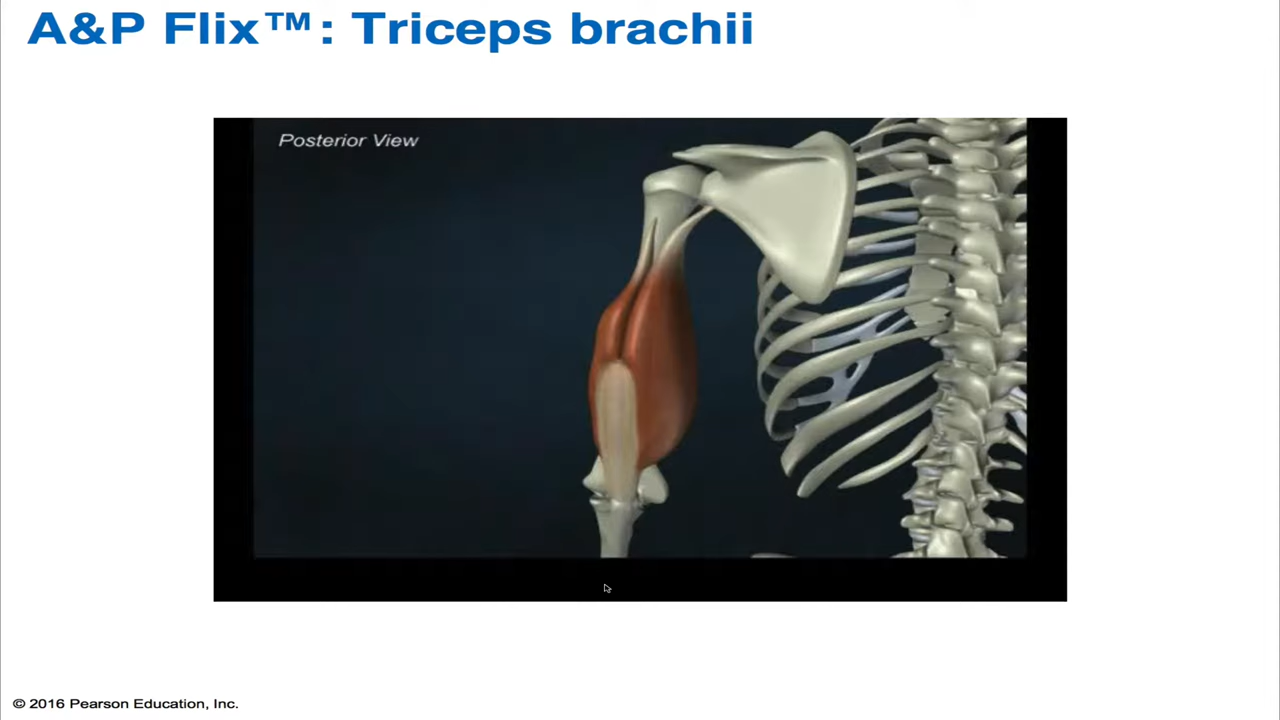 A&P Flix™: Triceps brachii
Posterior View
© 2016 Pearson Education, Inc.